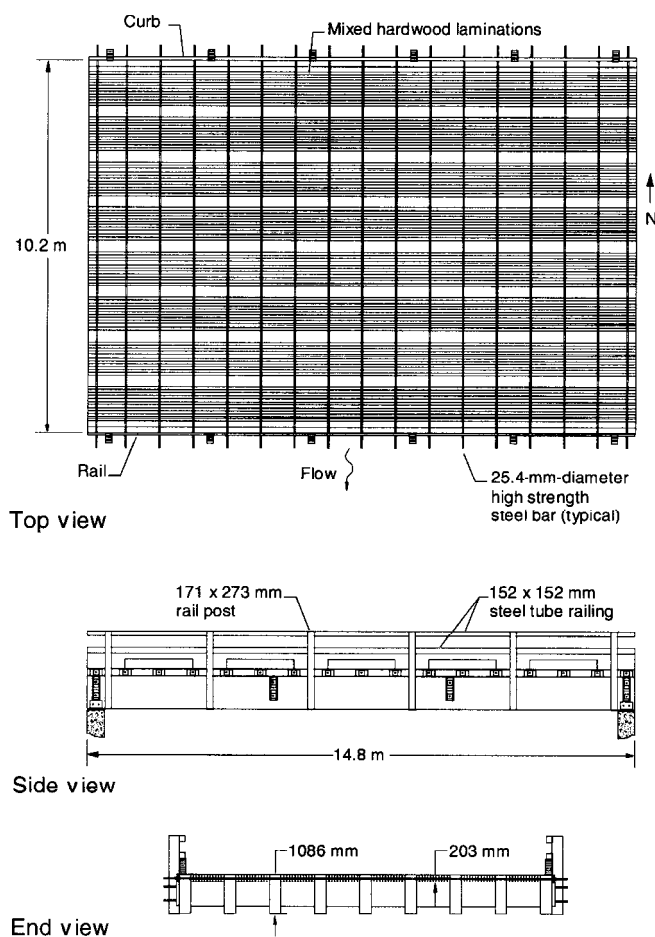 Curb
Mixed hardwood laminations
10.2 m
N
Rail
Flow
25.4-mm-diameter
high strength
steel bar (typical)
Top view
171 x 273 mm
rail post
152 x 152 mm
steel tube railing
14.8 m
Side view
1086 mm
203 mm
End view